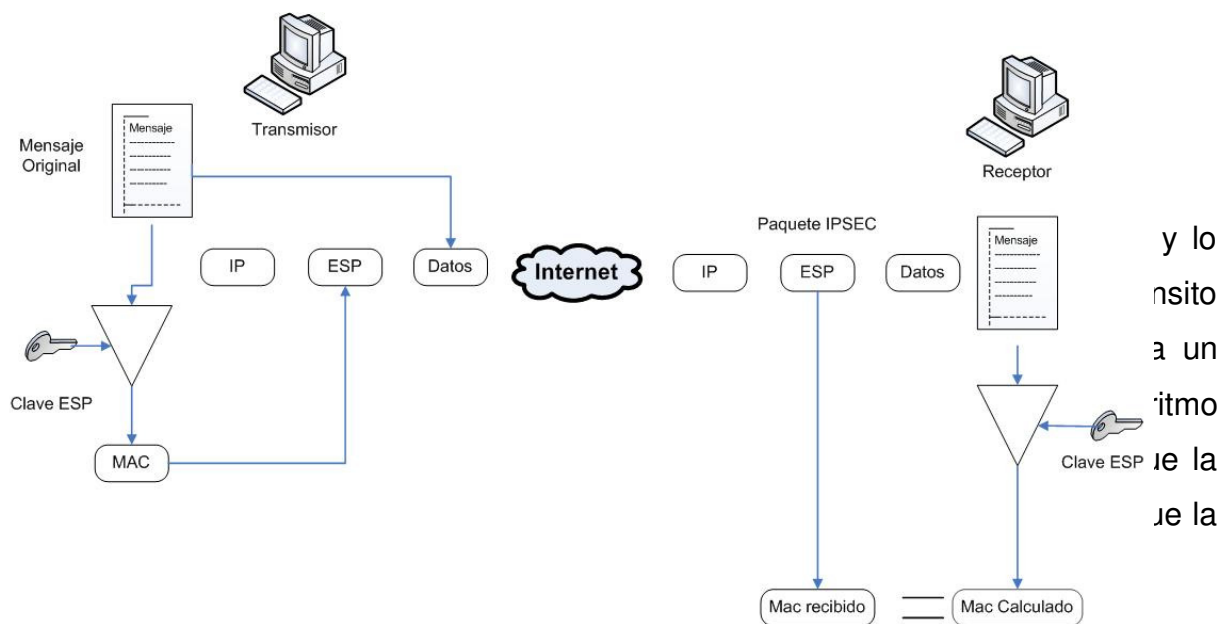 Transmisor
Mensaje
Original
Mensaje
IP
ESP
Datos
Clave ESP
MAC
Internet
Receptor
Paquete IPSEC
IP
ESP
Datos
Mensaje
Clave ESP
Mac recibido
Mac Calculado
y lo
nsito
a un
ritmo
ue la
ue la